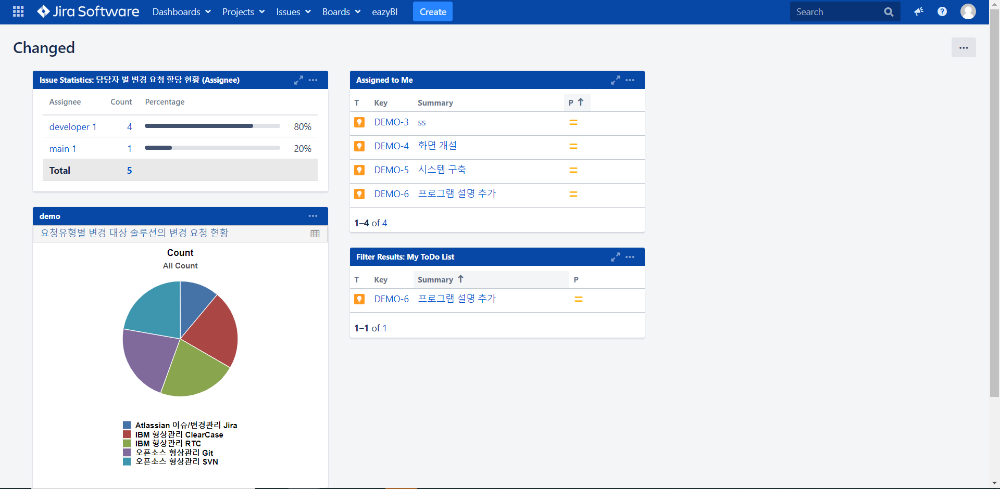 Jira Software Dashboards Projects Issues Boards eazyBI Create Search
Changed
Issue Statistics: 담당자 별 변경 요청 할당 현황 (Assignee)
Assignee Count Percentage
developer 1 4 80%
main 1 1 20%
Total 5
demo
요청유형별 변경 대상 솔루션의 변경 요청 현황
Count
All Count
Atlassian 이슈/변경관리 Jira
IBM 형상관리 ClearCase
IBM 형상관리 RTC
오픈소스 형상관리 Git
오픈소스 형상관리 SVN
Assigned to Me
T Key Summary P
DEMO-3 ss
DEMO-4 화면 개설
DEMO-5 시스템 구축
DEMO-6 프로그램 설명 추가
1–4 of 4
Filter Results: My ToDo List
T Key Summary P
DEMO-6 프로그램 설명 추가
1–1 of 1